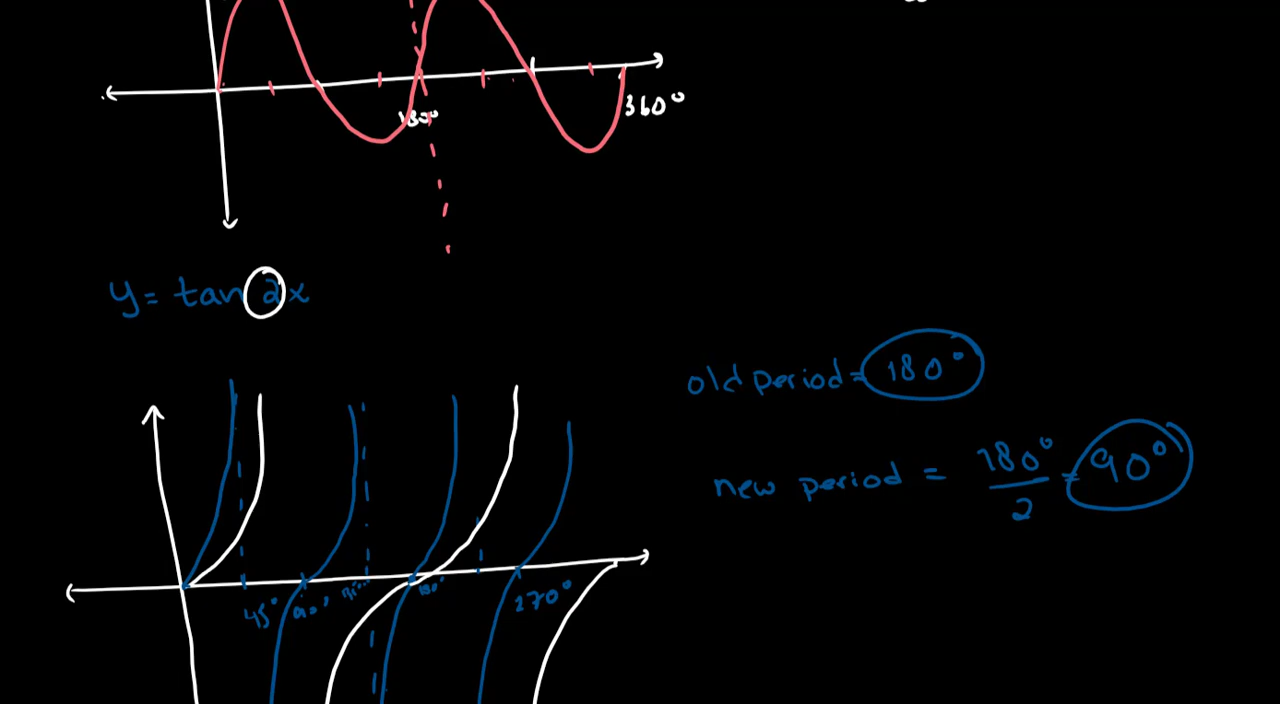 180°
360°
y = tan 2x
old period = 180°
new period = 180°/2 = 90°
45° 90° 180° 270°